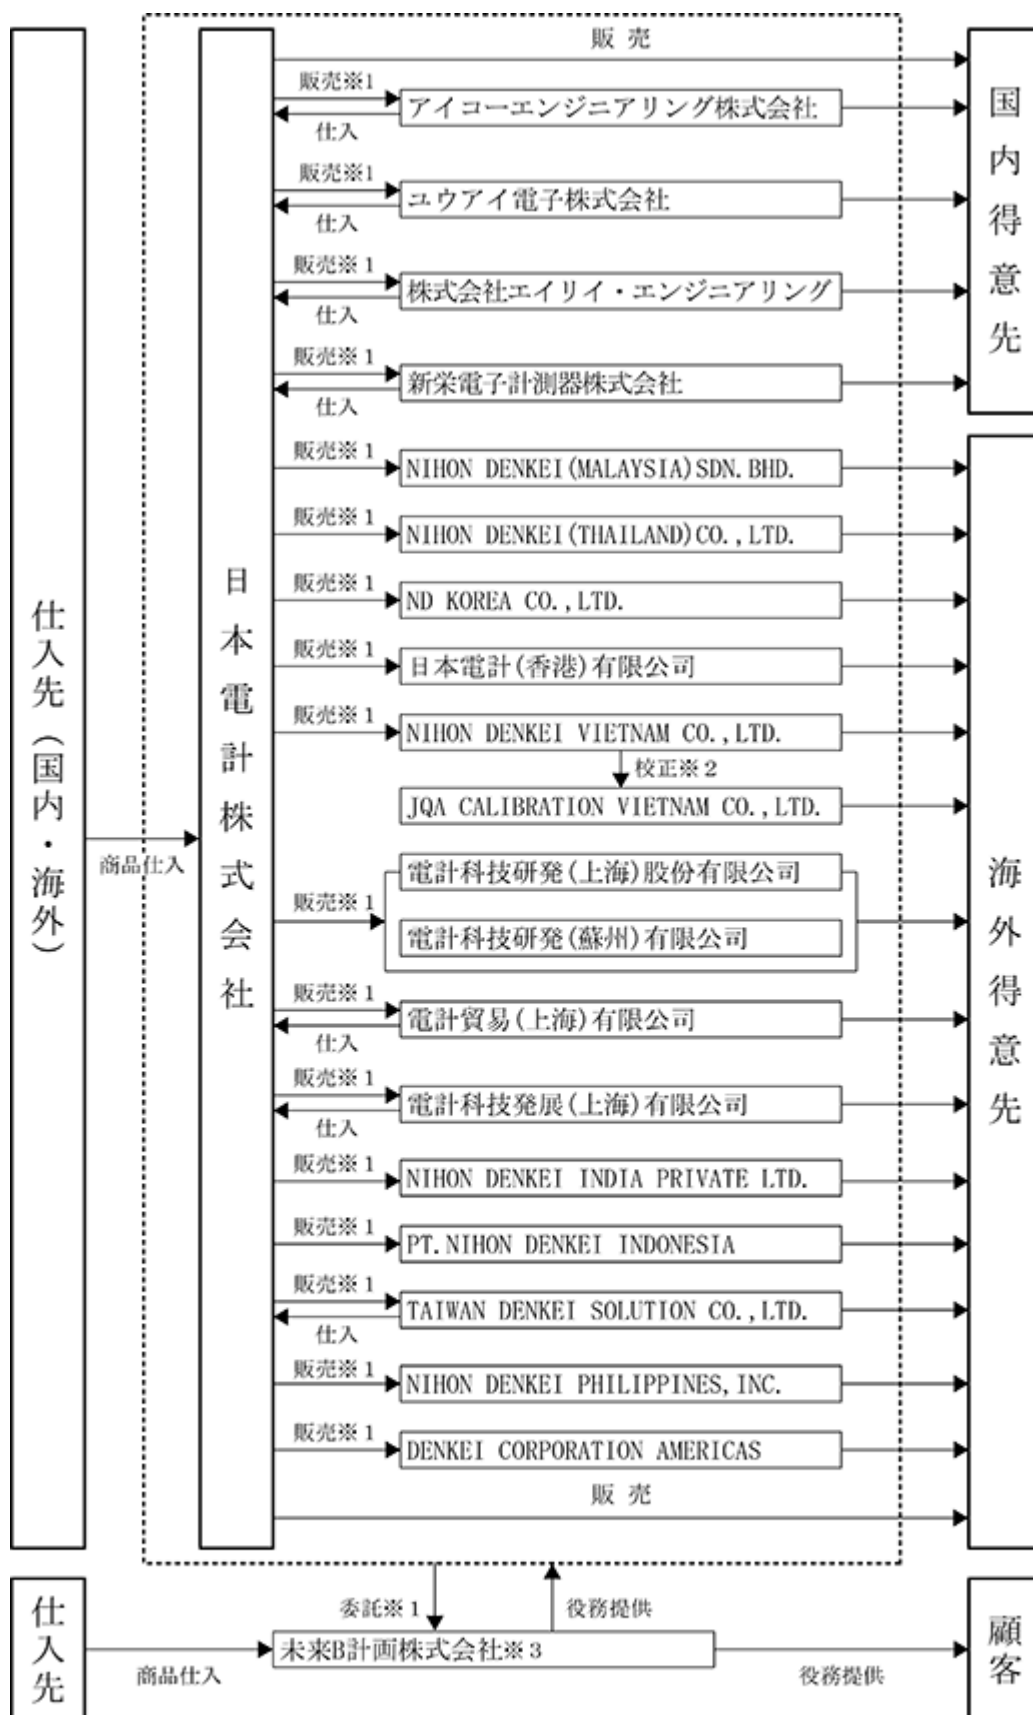 仕入先（国内・海外）
商品仕入
日本電計株式会社
販売
販売※1
仕入
アイコーエンジニアリング株式会社
販売※1
仕入
ユウアイ電子株式会社
販売※1
仕入
株式会社エイリイ・エンジニアリング
販売※1
仕入
新栄電子計測器株式会社
国内得意先
販売※1
NIHON DENKEI(MALAYSIA)SDN.BHD.
販売※1
NIHON DENKEI(THAILAND)CO.,LTD.
販売※1
ND KOREA CO.,LTD.
販売※1
日本電計(香港)有限公司
販売※1
NIHON DENKEI VIETNAM CO.,LTD.
校正※2
JQA CALIBRATION VIETNAM CO.,LTD.
販売※1
電計科技研発(上海)股份有限公司
電計科技研発(蘇州)有限公司
販売※1
仕入
電計貿易(上海)有限公司
販売※1
仕入
電計科技発展(上海)有限公司
販売※1
NIHON DENKEI INDIA PRIVATE LTD.
販売※1
PT.NIHON DENKEI INDONESIA
販売※1
仕入
TAIWAN DENKEI SOLUTION CO.,LTD.
販売※1
NIHON DENKEI PHILIPPINES,INC.
販売※1
DENKEI CORPORATION AMERICAS
販売
海外得意先
仕入先
商品仕入
委託※1
役務提供
未来B計画株式会社※3
役務提供
顧客